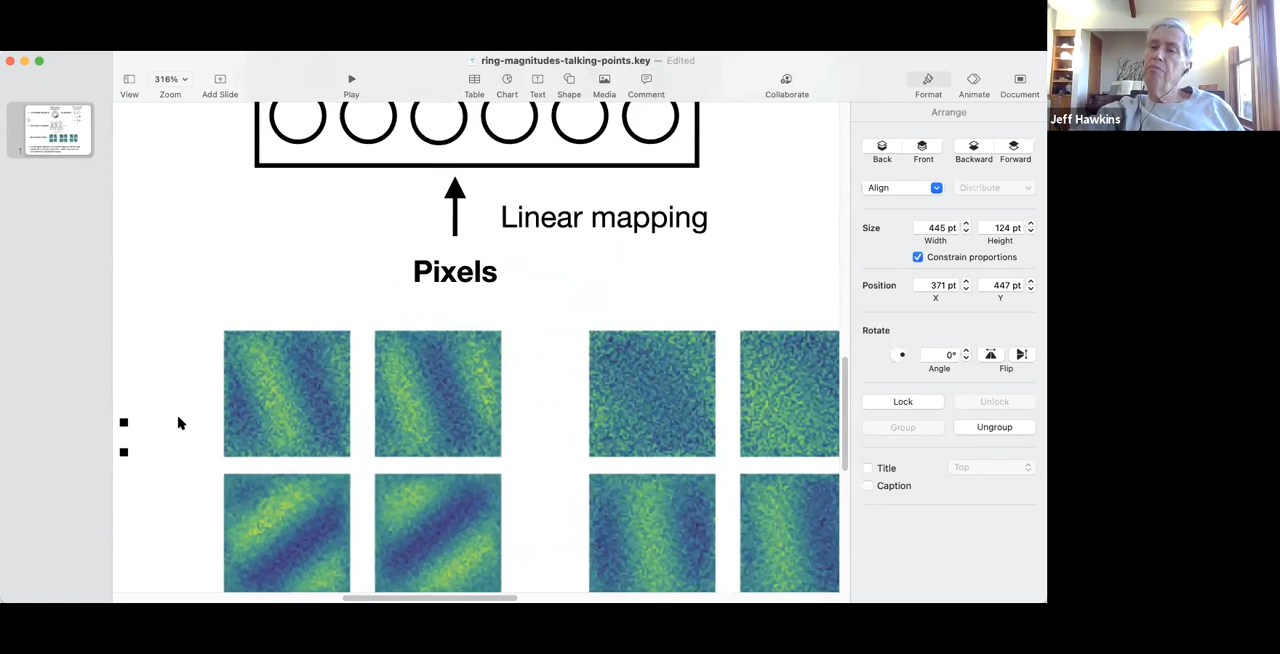 ring-magnitudes-talking-points.key — Edited
316%
View
Zoom
Add Slide
Play
Table
Chart
Text
Shape
Media
Comment
Collaborate
Format
Animate
Document
Jeff Hawkins
1
Linear mapping
Pixels
Arrange
Back
Front
Backward
Forward
Align
Distribute
Size
445 pt
124 pt
Width
Height
Constrain proportions
Position
371 pt
447 pt
X
Y
Rotate
0°
Angle
Flip
Lock
Unlock
Group
Ungroup
Title
Top
Caption